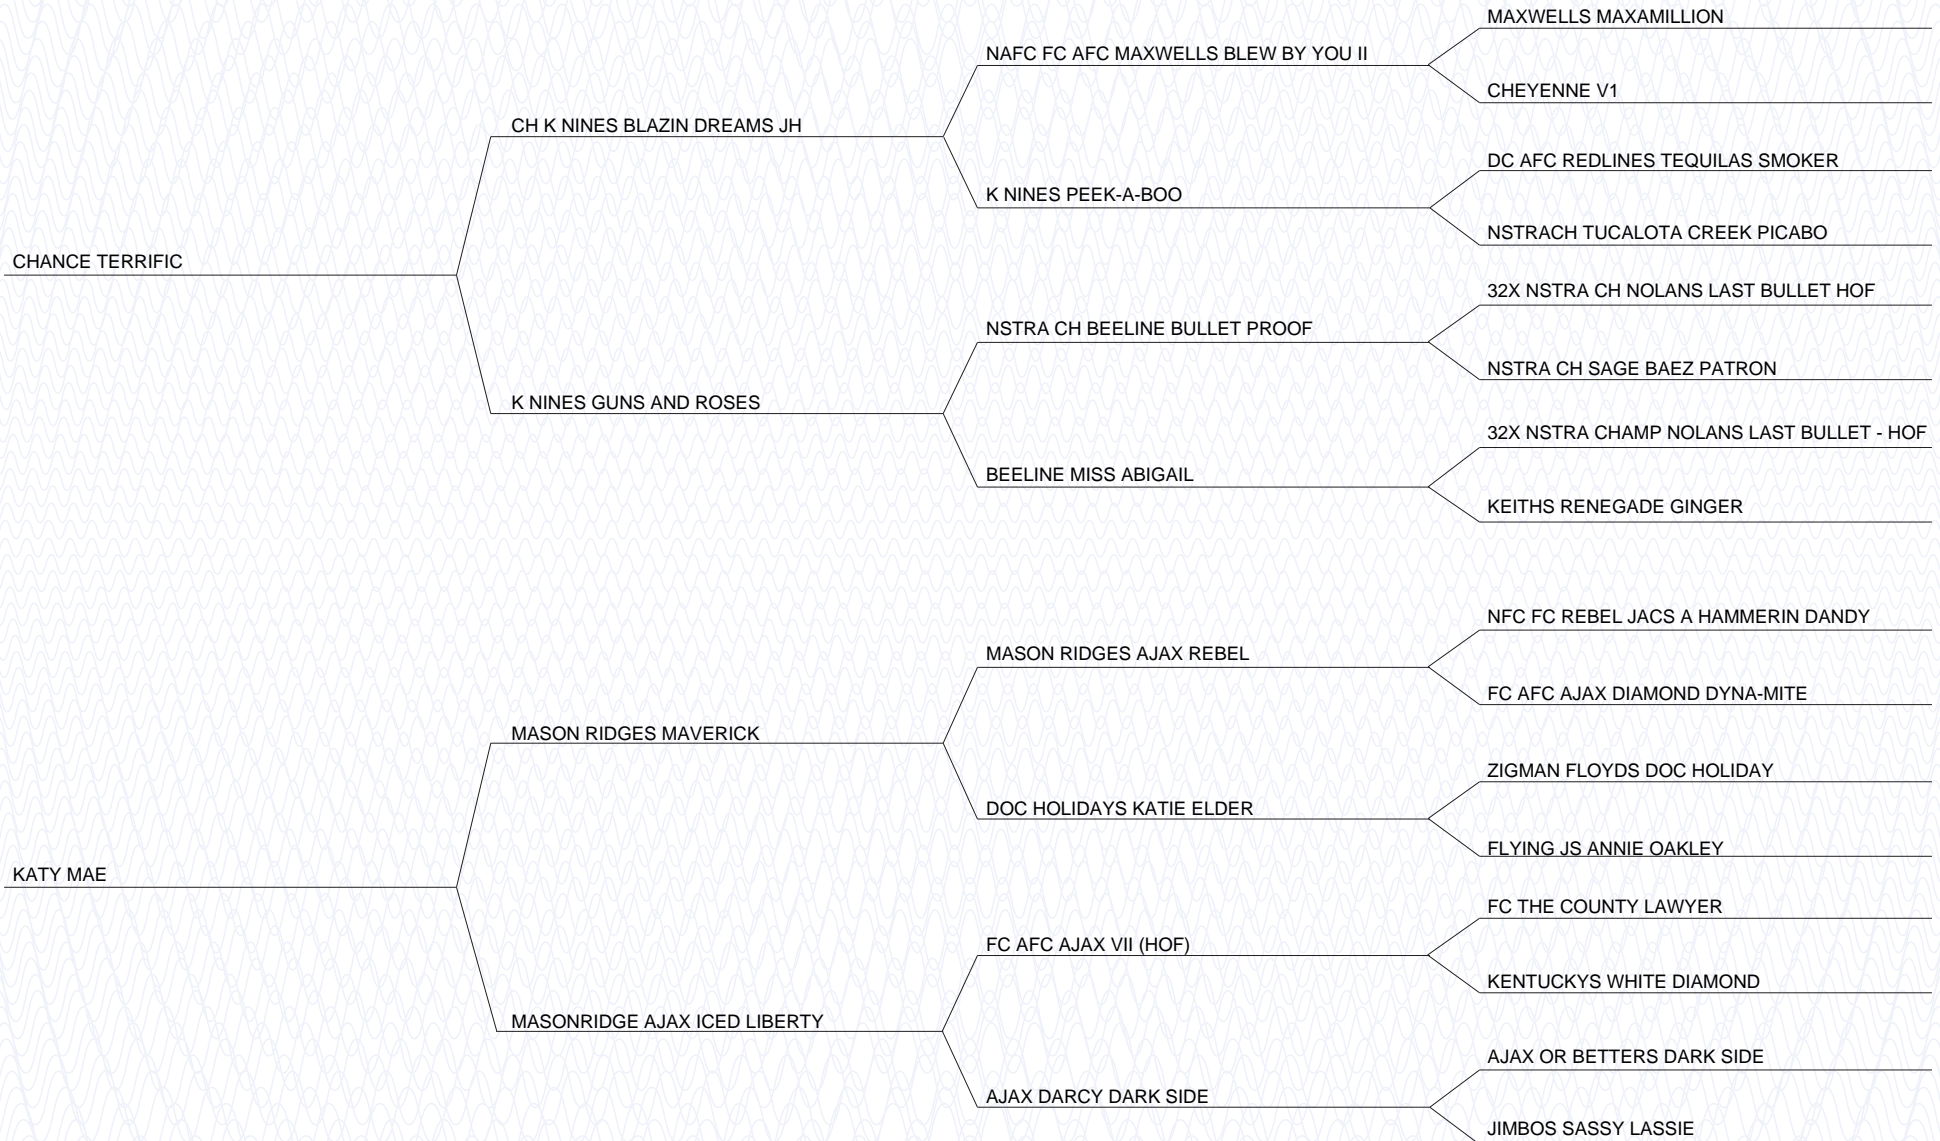 MAXWELLS MAXAMILLION
NAFC FC AFC MAXWELLS BLEW BY YOU II
CHEYENNE V1
CH K NINES BLAZIN DREAMS JH
DC AFC REDLINES TEQUILAS SMOKER
K NINES PEEK-A-BOO
NSTRACH TUCALOTA CREEK PICABO
CHANCE TERRIFIC
32X NSTRA CH NOLANS LAST BULLET HOF
NSTRA CH BEELINE BULLET PROOF
NSTRA CH SAGE BAEZ PATRON
K NINES GUNS AND ROSES
32X NSTRA CHAMP NOLANS LAST BULLET - HOF
BEELINE MISS ABIGAIL
KEITHS RENEGADE GINGER
NFC FC REBEL JACS A HAMMERIN DANDY
MASON RIDGES AJAX REBEL
FC AFC AJAX DIAMOND DYNA-MITE
MASON RIDGES MAVERICK
ZIGMAN FLOYDS DOC HOLIDAY
DOC HOLIDAYS KATIE ELDER
FLYING JS ANNIE OAKLEY
KATY MAE
FC THE COUNTY LAWYER
FC AFC AJAX VII (HOF)
KENTUCKYS WHITE DIAMOND
MASONRIDGE AJAX ICED LIBERTY
AJAX OR BETTERS DARK SIDE
AJAX DARCY DARK SIDE
JIMBOS SASSY LASSIE